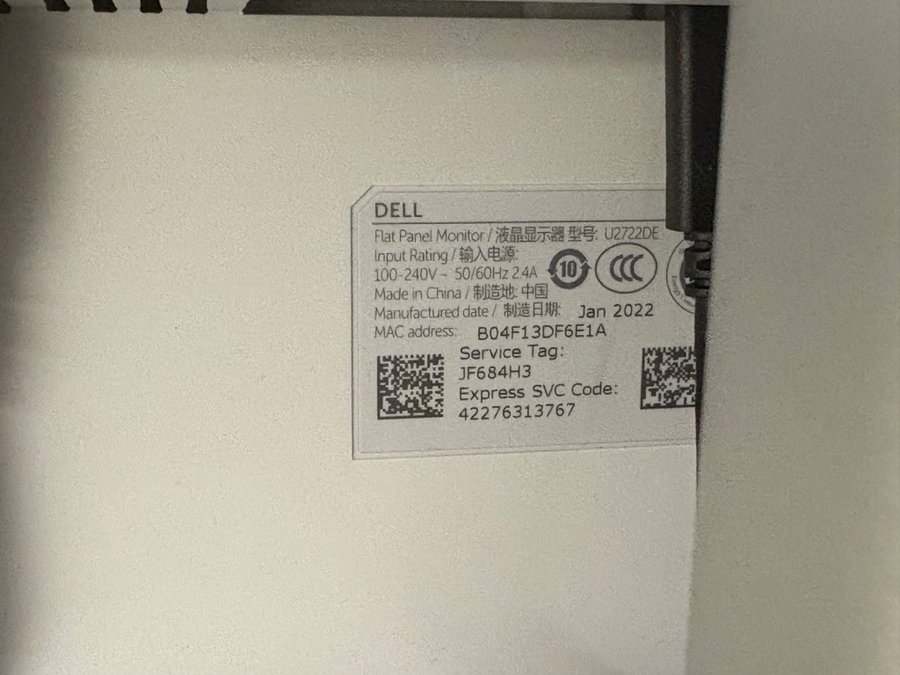 DELL
Flat Panel Monitor / 液晶显示器 型号: U2722DE
Input Rating / 输入电源:
100-240V ~ 50/60Hz 2.4A
10
CCC
Made in China / 制造地: 中国
Manufactured date / 制造日期: Jan 2022
MAC address: B04F13DF6E1A
Service Tag:
JF684H3
Express SVC Code:
42276313767